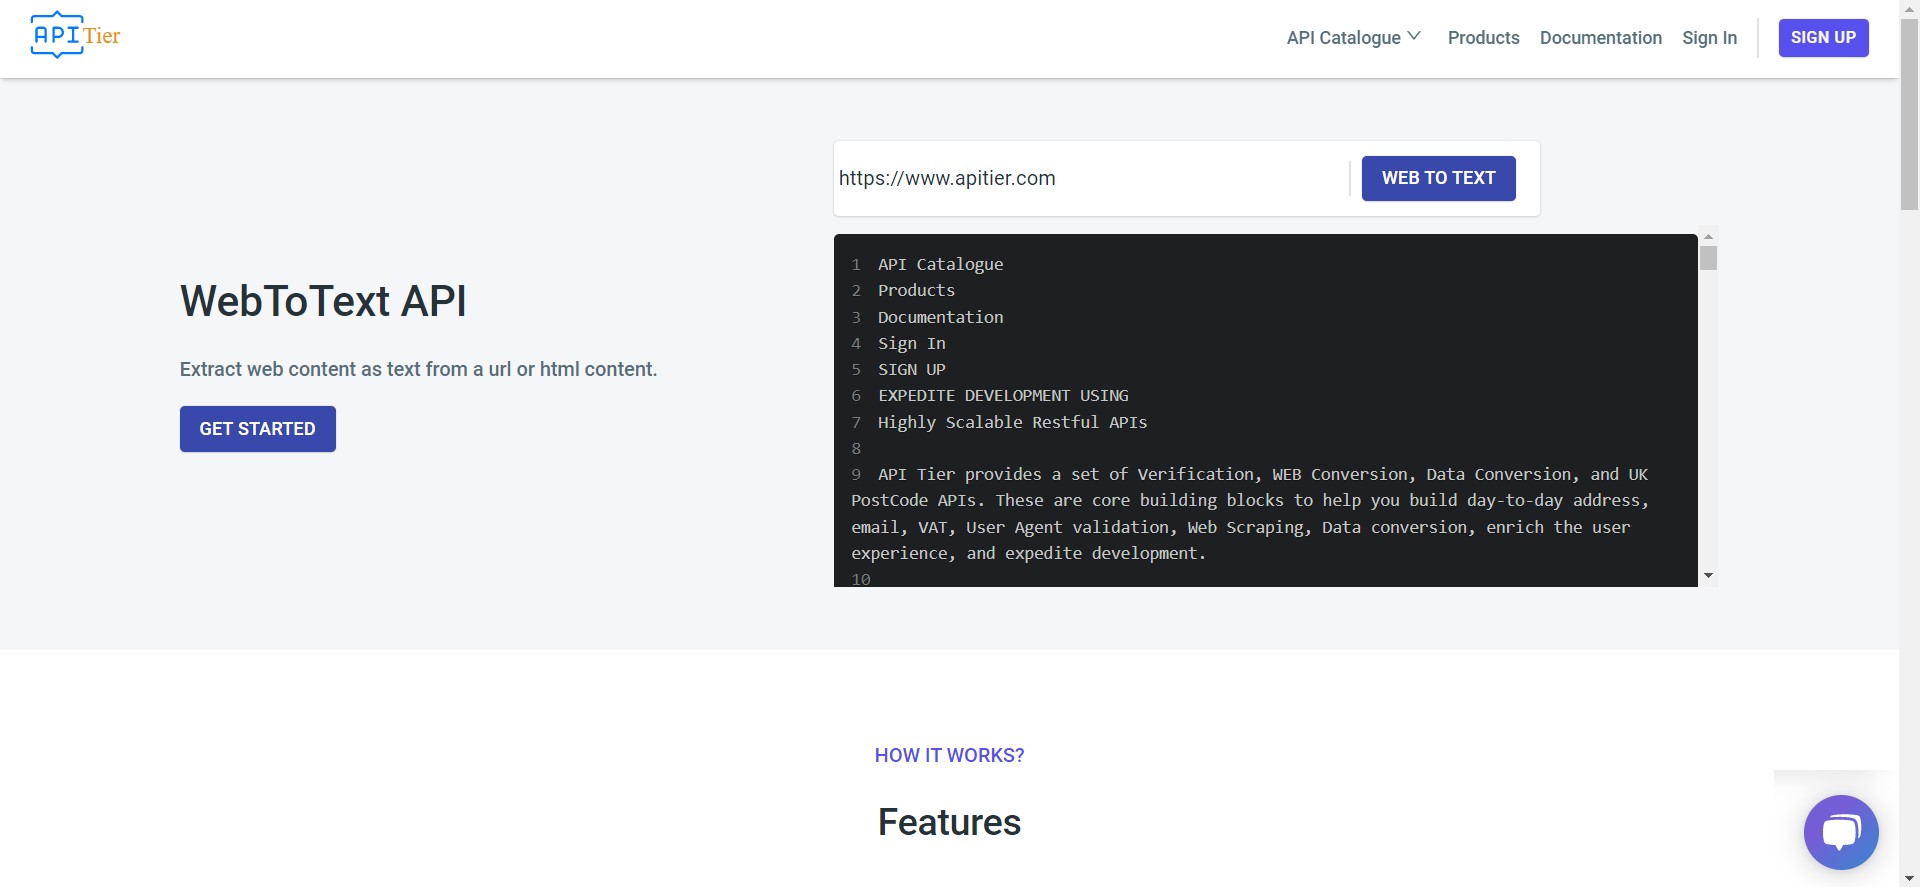 API Tier
API Catalogue
Products
Documentation
Sign In
SIGN UP
https://www.apitier.com
WEB TO TEXT
WebToText API
Extract web content as text from a url or html content.
GET STARTED
1 API Catalogue
2 Products
3 Documentation
4 Sign In
5 SIGN UP
6 EXPEDITE DEVELOPMENT USING
7 Highly Scalable Restful APIs
8
9 API Tier provides a set of Verification, WEB Conversion, Data Conversion, and UK
PostCode APIs. These are core building blocks to help you build day-to-day address,
email, VAT, User Agent validation, Web Scraping, Data conversion, enrich the user
experience, and expedite development.
10
HOW IT WORKS?
Features